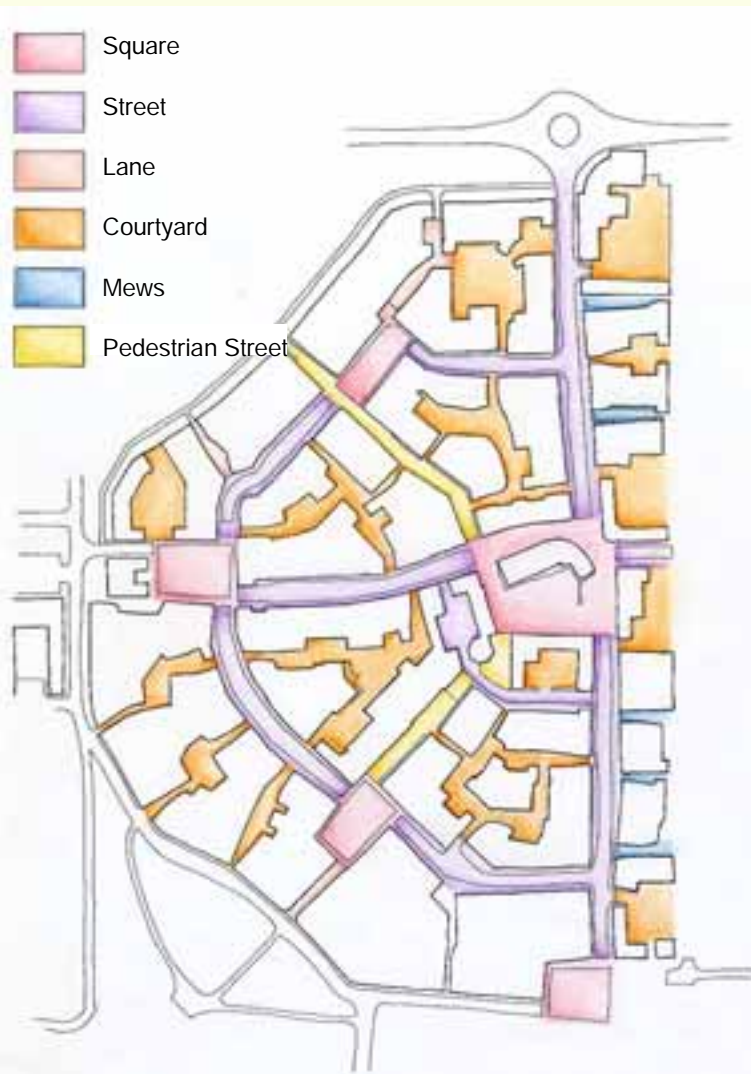 Square
Street
Lane
Courtyard
Mews
Pedestrian Street